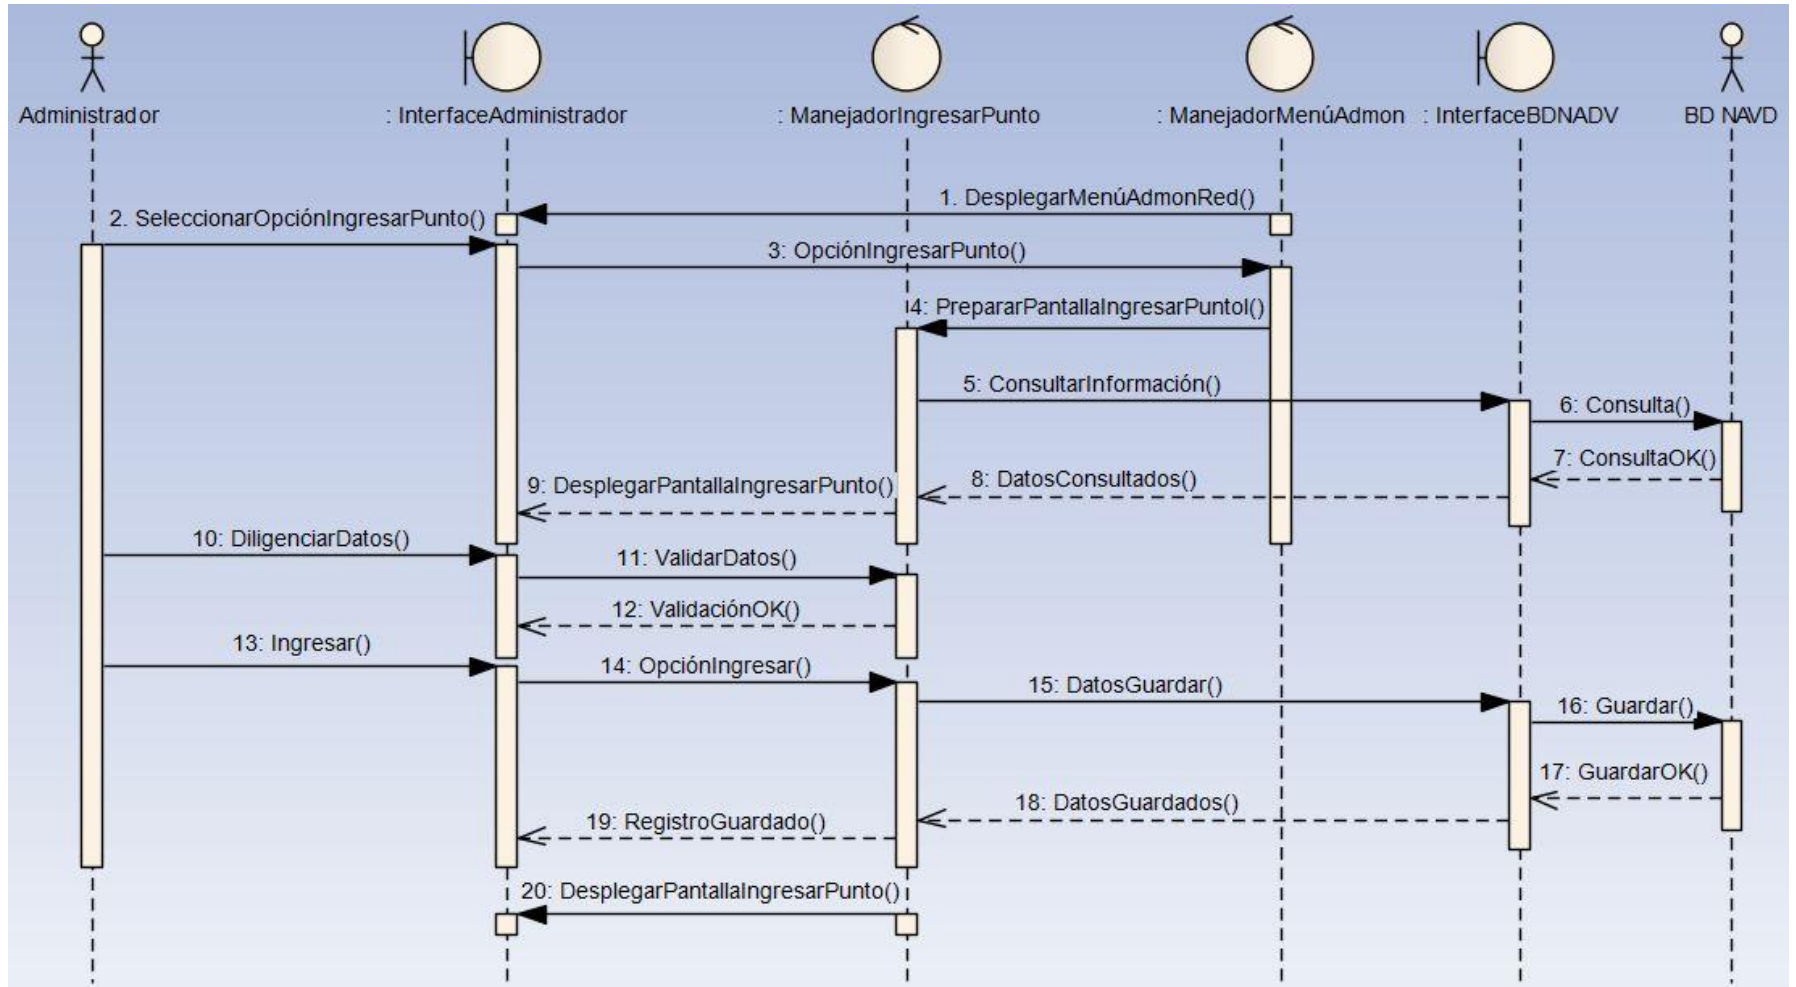 Administrador
: InterfaceAdministrador
: ManejadorIngresarPunto
: ManejadorMenúAdmon
: InterfaceBDNADV
BD NAVD
1. DesplegarMenúAdmonRed()
2. SeleccionarOpciónIngresarPunto()
3: OpciónIngresarPunto()
4: PrepararPantallaIngresarPuntoI()
5: ConsultarInformación()
6: Consulta()
7: ConsultaOK()
8: DatosConsultados()
9: DesplegarPantallaIngresarPunto()
10: DiligenciarDatos()
11: ValidarDatos()
12: ValidaciónOK()
13: Ingresar()
14: OpciónIngresar()
15: DatosGuardar()
16: Guardar()
17: GuardarOK()
18: DatosGuardados()
19: RegistroGuardado()
20: DesplegarPantallaIngresarPunto()